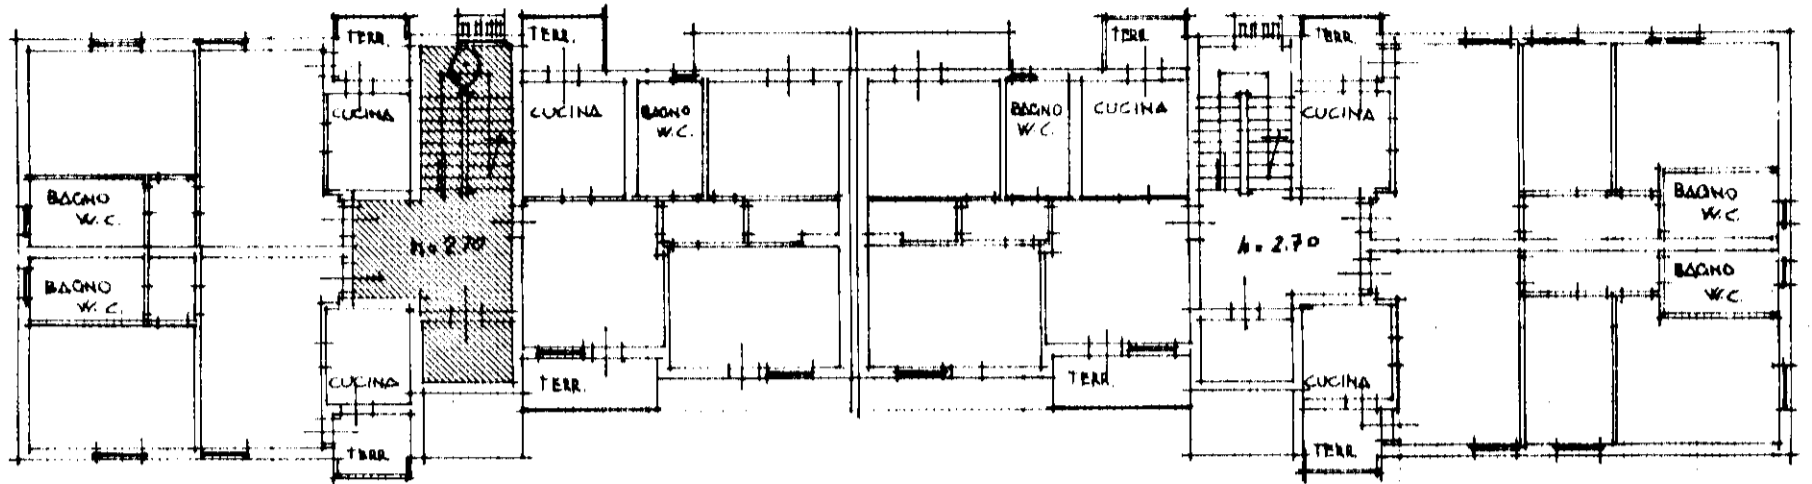 TERR.
TERR.
TERR.
TERR.
CUCINA
CUCINA
BAGNO
W.C.
BAGNO
W.C.
CUCINA
CUCINA
BAGNO
W.C.
BAGNO
W.C.
h= 2.70
h= 2.70
BAGNO
W.C.
BAGNO
W.C.
CUCINA
TERR.
TERR.
CUCINA
TERR
TERR